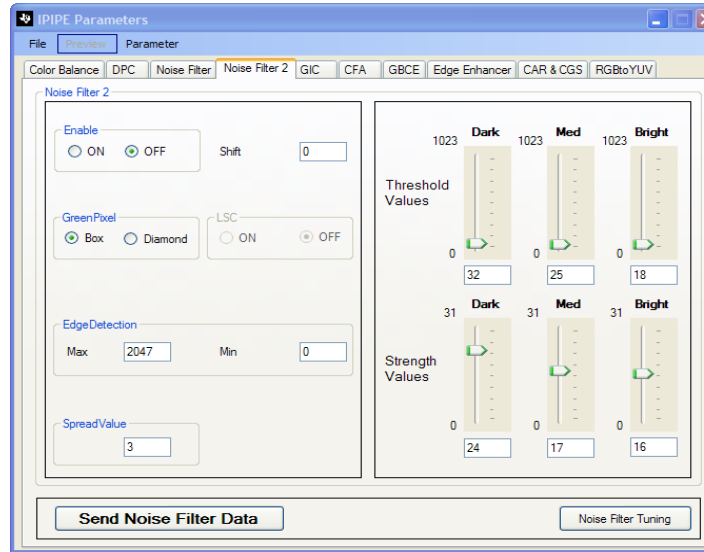 IPIPE Parameters
File Preview Parameter
Color Balance DPC Noise Filter Noise Filter 2 GIC CFA GBCE Edge Enhancer CAR & CGS RGBtoYUV
Noise Filter 2
Enable
ON OFF Shift 0
GreenPixel LSC
Box Diamond ON OFF
EdgeDetection
Max 2047 Min 0
SpreadValue
3
Dark Med Bright
1023 1023 1023
Threshold
Values
0 0 0
32 25 18
Dark Med Bright
31 31 31
Strength
Values
0 0 0
24 17 16
Send Noise Filter Data Noise Filter Tuning